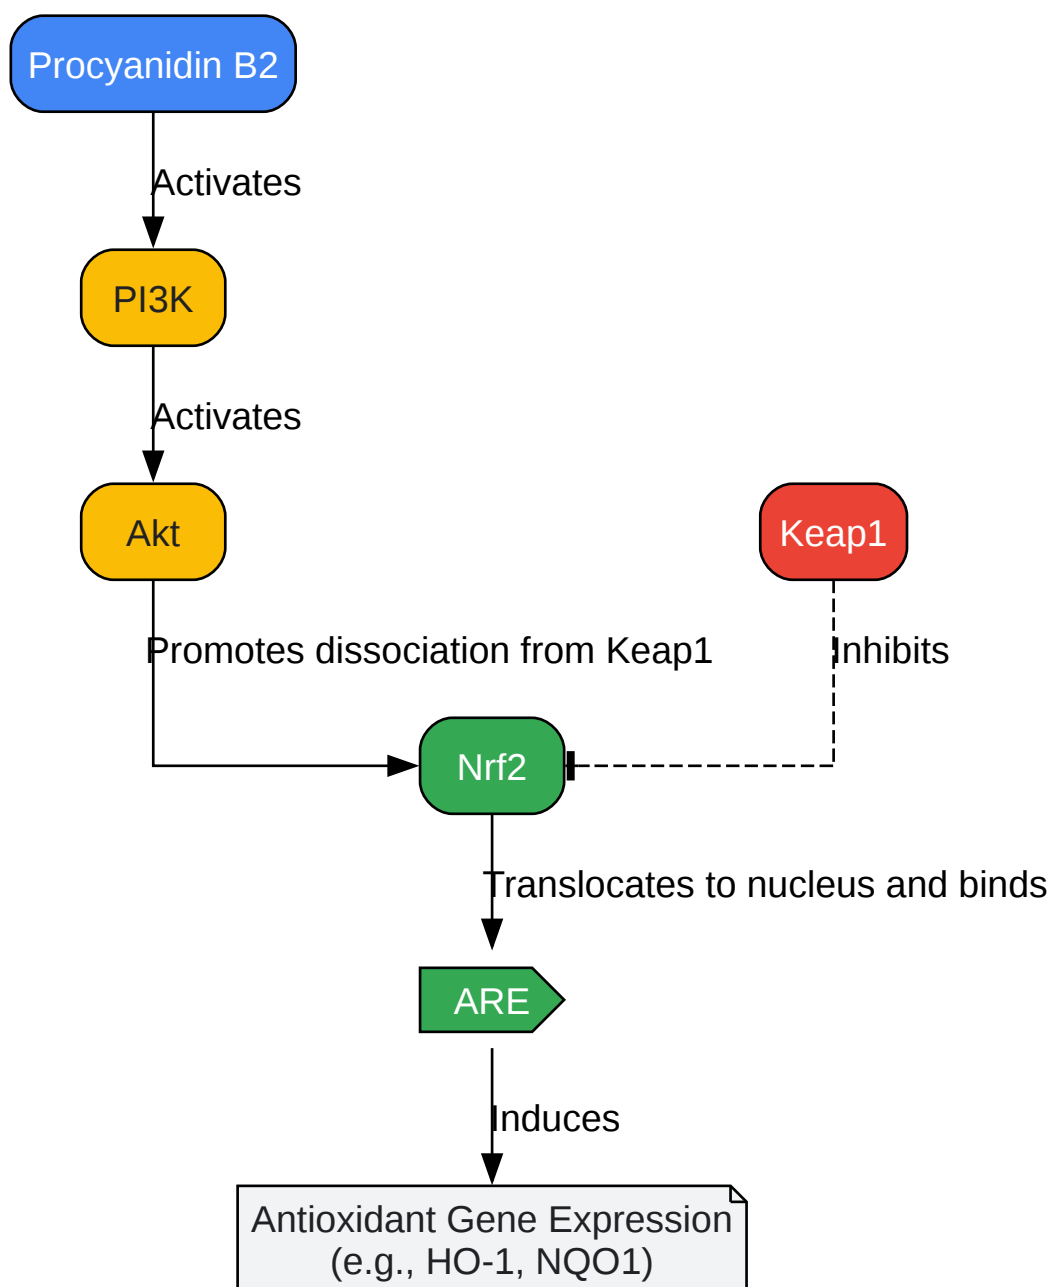 Procyanidin B2
Activates
PI3K
Activates
Akt
Keap1
Promotes dissociation from Keap1
Inhibits
Nrf2
Translocates to nucleus and binds
ARE
Induces
Antioxidant Gene Expression
(e.g., HO-1, NQO1)